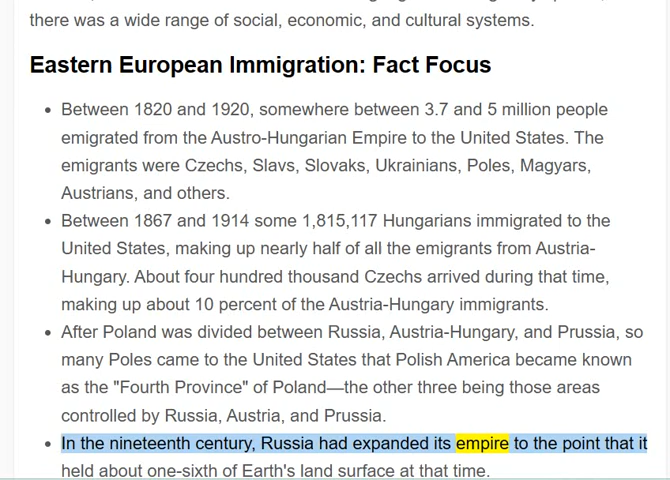 there was a wide range of social, economic, and cultural systems.
Eastern European Immigration: Fact Focus
• Between 1820 and 1920, somewhere between 3.7 and 5 million people
emigrated from the Austro-Hungarian Empire to the United States. The
emigrants were Czechs, Slavs, Slovaks, Ukrainians, Poles, Magyars,
Austrians, and others.
• Between 1867 and 1914 some 1,815,117 Hungarians immigrated to the
United States, making up nearly half of all the emigrants from Austria-
Hungary. About four hundred thousand Czechs arrived during that time,
making up about 10 percent of the Austria-Hungary immigrants.
• After Poland was divided between Russia, Austria-Hungary, and Prussia, so
many Poles came to the United States that Polish America became known
as the "Fourth Province" of Poland—the other three being those areas
controlled by Russia, Austria, and Prussia.
• In the nineteenth century, Russia had expanded its empire to the point that it
held about one-sixth of Earth's land surface at that time.